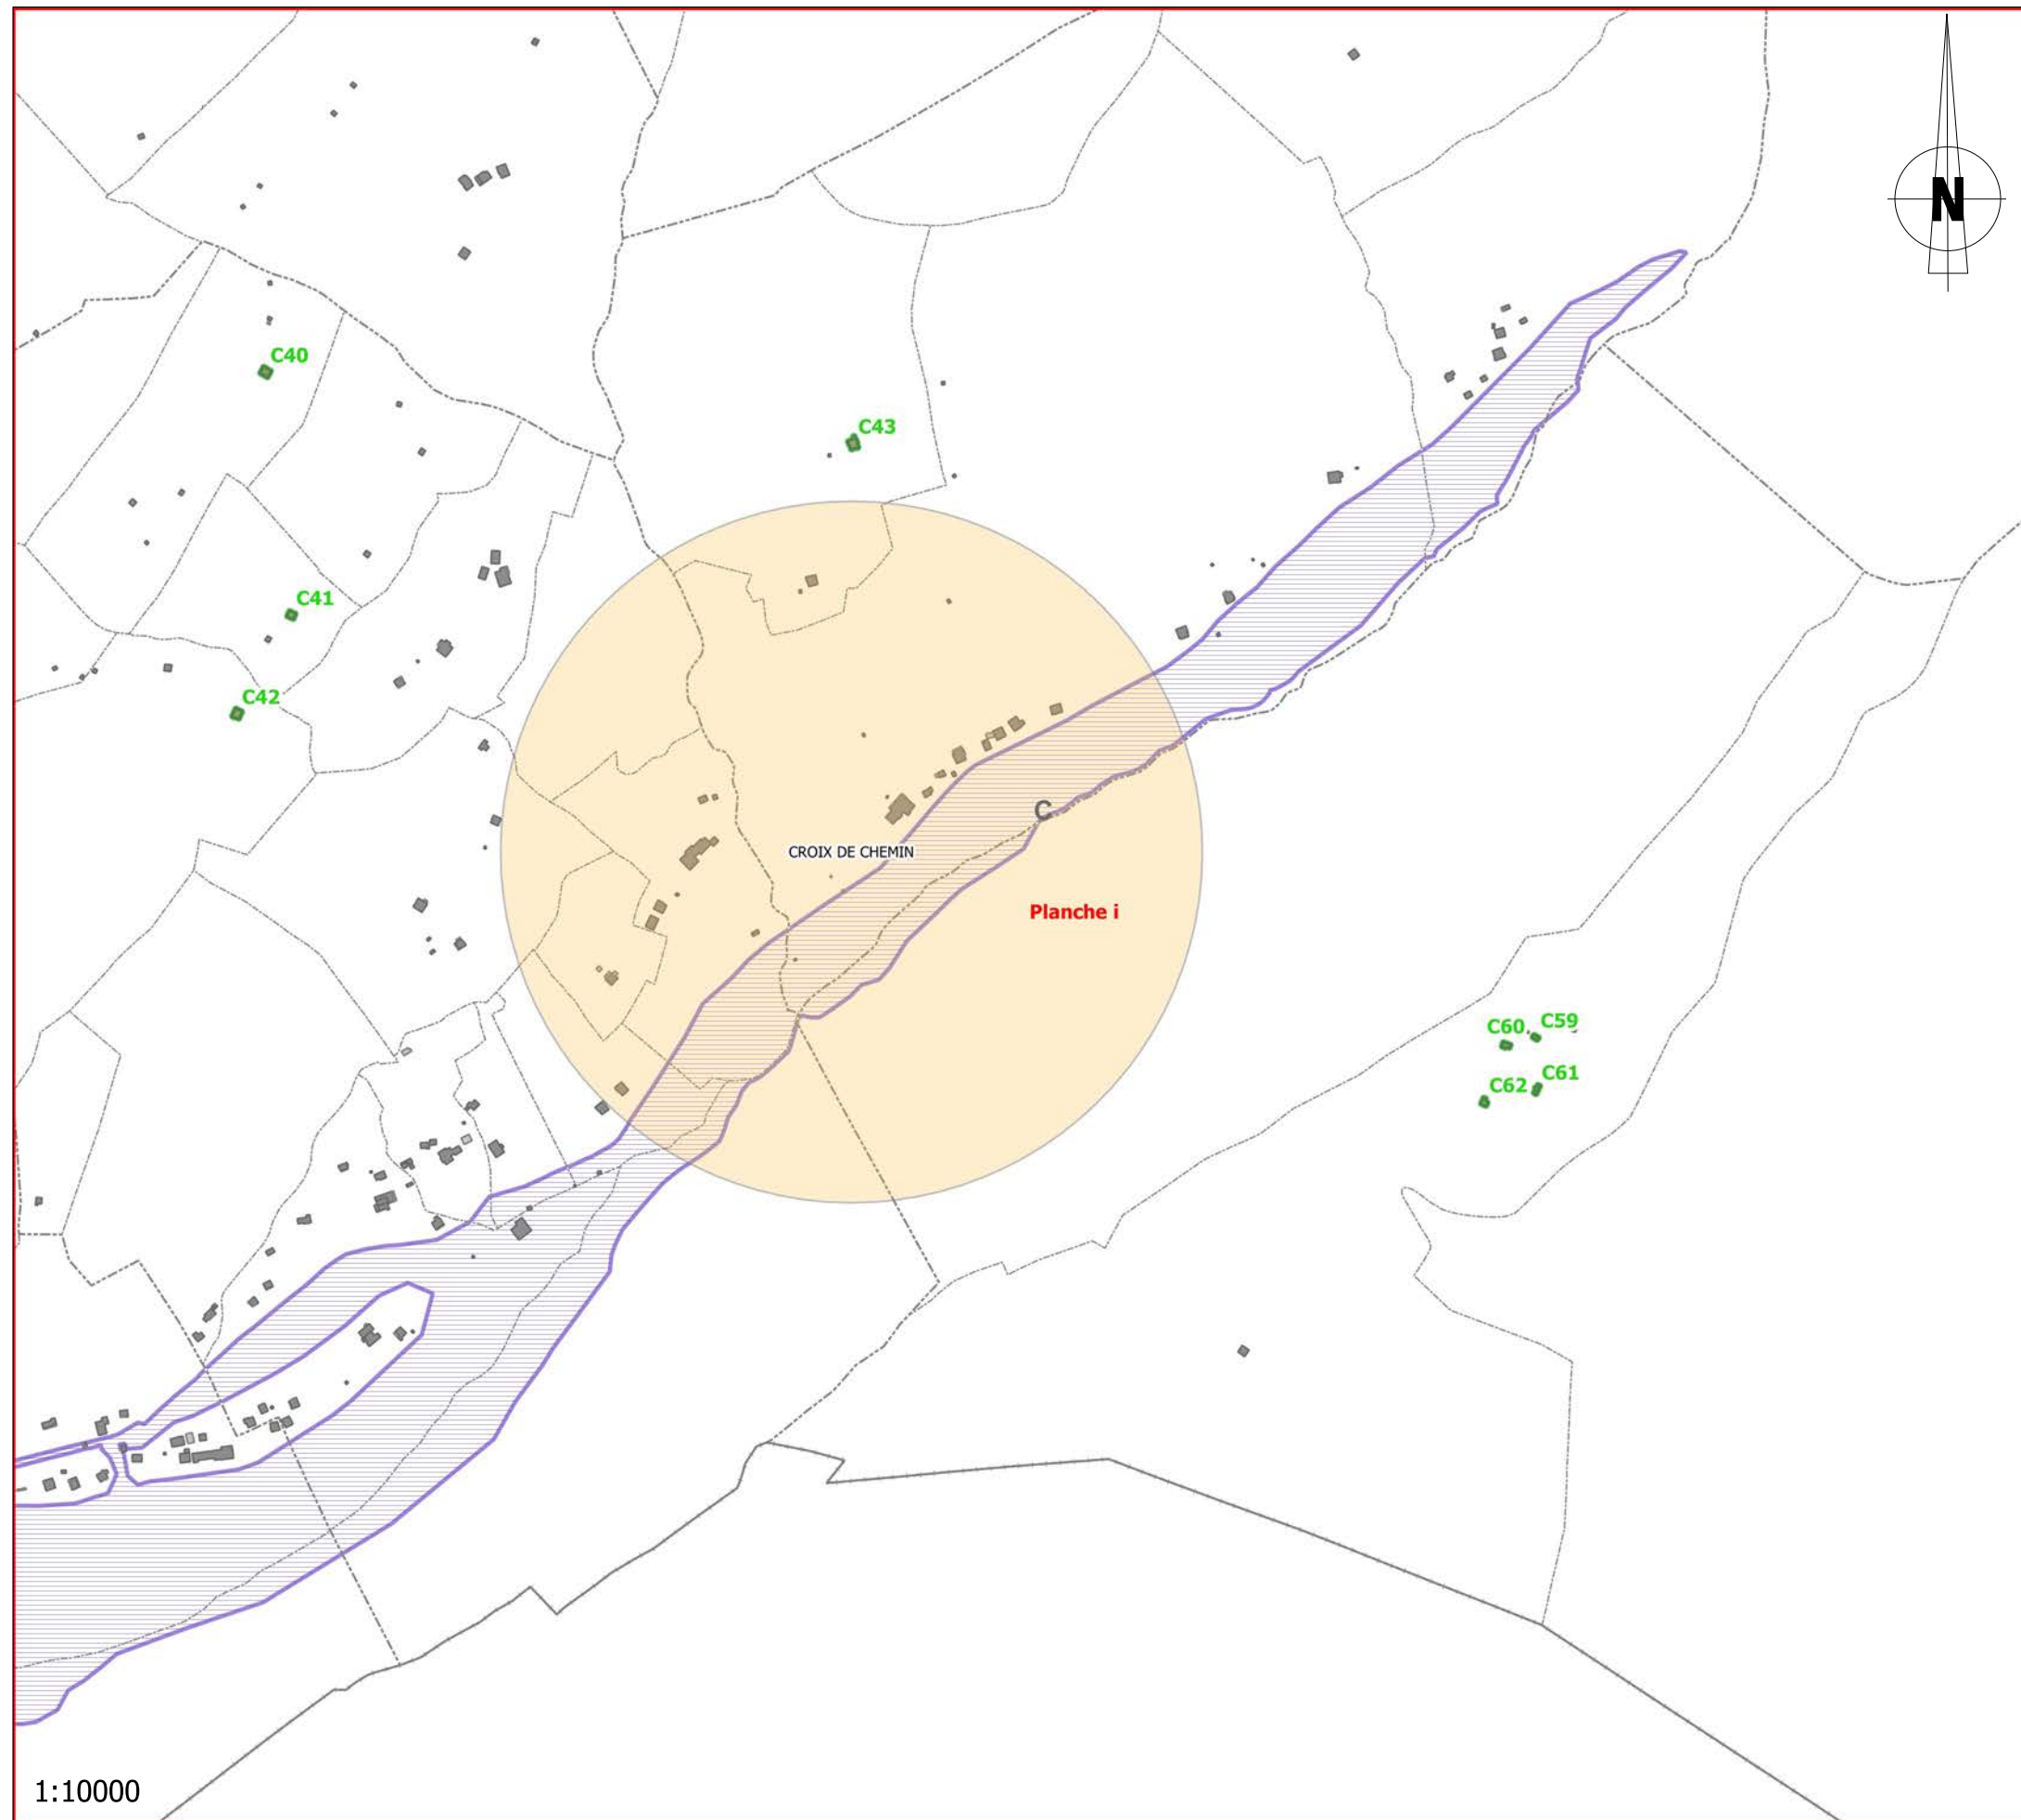 N
C40
C43
C41
C42
C
CROIX DE CHEMIN
Planche i
C60
C59
C61
C62
1:10000